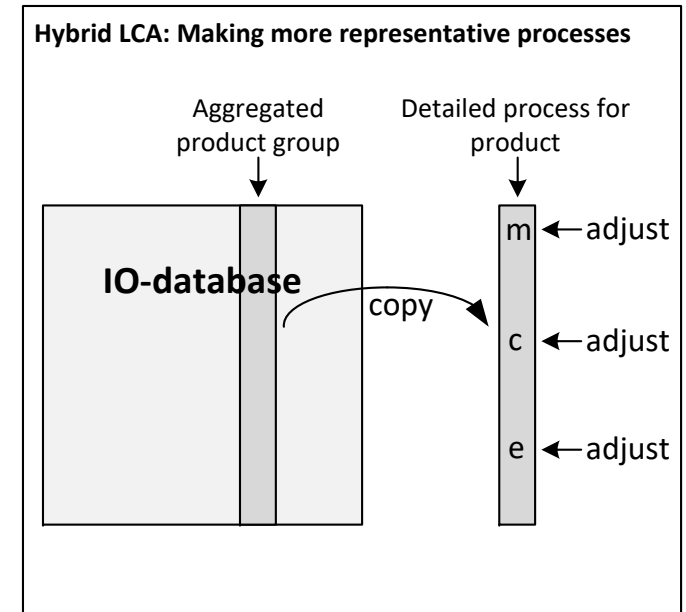 Hybrid LCA: Making more representative processes
Aggregated
product group
Detailed process for
product
IO-database
copy
m
adjust
c
adjust
e
adjust